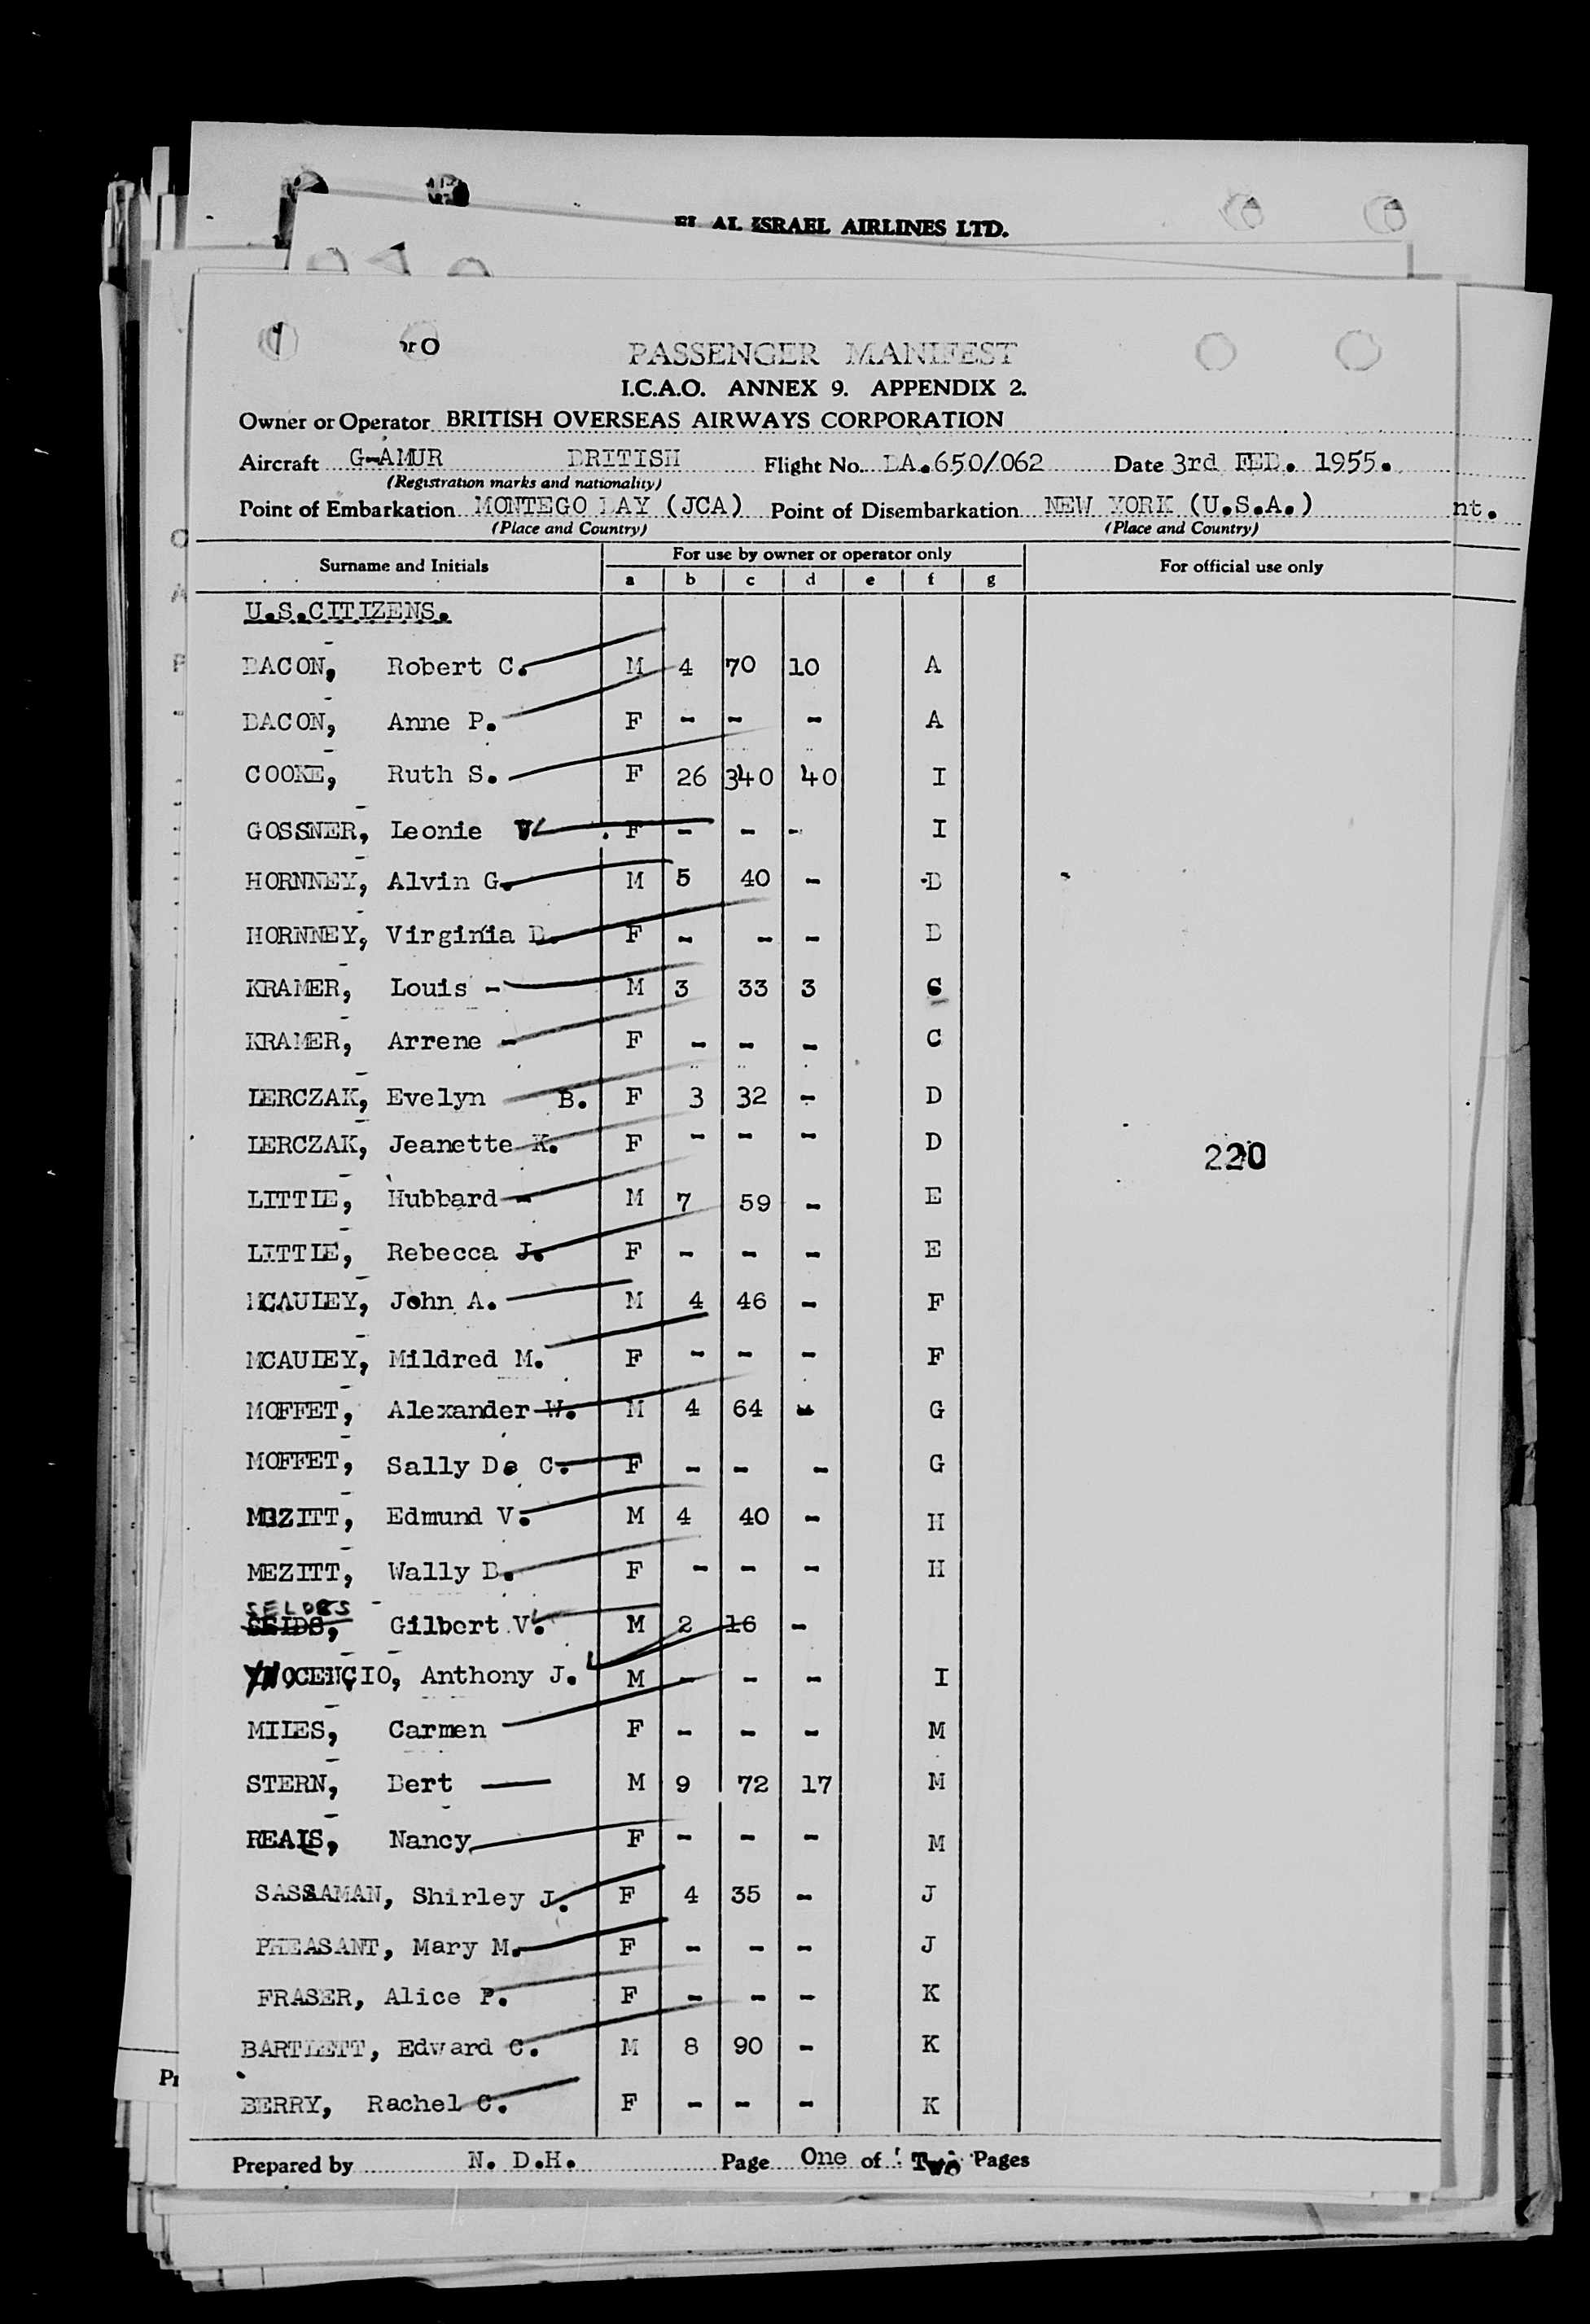 EL AL ISRAEL AIRLINES LTD.
or O
PASSENGER MANIFEST
I.C.A.O. ANNEX 9. APPENDIX 2.
Owner or Operator BRITISH OVERSEAS AIRWAYS CORPORATION
Aircraft G-AMUR BRITISH Flight No. BA.650/062 Date 3rd FEB. 1955.
(Registration marks and nationality)
Point of Embarkation MONTEGO BAY (JCA) Point of Disembarkation NEW YORK (U.S.A.) nt.
(Place and Country) (Place and Country)
Surname and Initials For use by owner or operator only For official use only
a b c d e f g
U.S.CITIZENS.
BACON, Robert C. M 4 70 10 A
BACON, Anne P. F - - - A
COOKE, Ruth S. F 26 340 40 I
GOSSNER, Leonie V F - - - I
HORNNEY, Alvin G. M 5 40 - B
HORNNEY, Virginia D. F - - - B
KRAMER, Louis - M 3 33 3 C
KRAMER, Arrene - F - - - C
LERCZAK, Evelyn B. F 3 32 - D
LERCZAK, Jeanette K. F - - - D
220
LITTLE, Hubbard - M 7 59 - E
LITTLE, Rebecca J. F - - - E
MCAULEY, John A. M 4 46 - F
MCAULEY, Mildred M. F - - - F
MOFFET, Alexander W. M 4 64 - G
MOFFET, Sally De C. F - - - G
MEZITT, Edmund V. M 4 40 - H
MEZITT, Wally B. F - - - H
SELDES
SEIDS, Gilbert V. M 2 16 -
INOCENCIO, Anthony J. M - - - I
MILES, Carmen F - - - M
STERN, Bert M 9 72 17 M
REALS, Nancy F - - - M
SASSAMAN, Shirley J. F 4 35 - J
PHEASANT, Mary M. F - - - J
FRASER, Alice P. F - - - K
BARTLETT, Edward C. M 8 90 - K
BERRY, Rachel C. F - - - K
Prepared by N. D.H. Page One of Two Pages